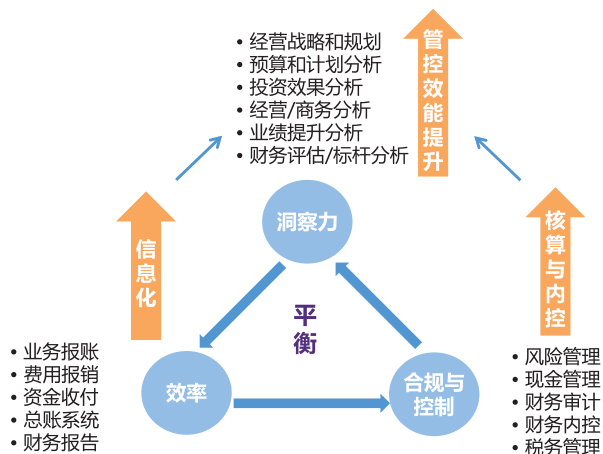 • 经营战略和规划
• 预算和计划分析
• 投资效果分析
• 经营/商务分析
• 业绩提升分析
• 财务评估/标杆分析
管控效能提升
洞察力
信息化
核算与内控
平衡
• 业务报账
• 费用报销
• 资金收付
• 总账系统
• 财务报告
效率
合规与
控制
• 风险管理
• 现金管理
• 财务审计
• 财务内控
• 税务管理